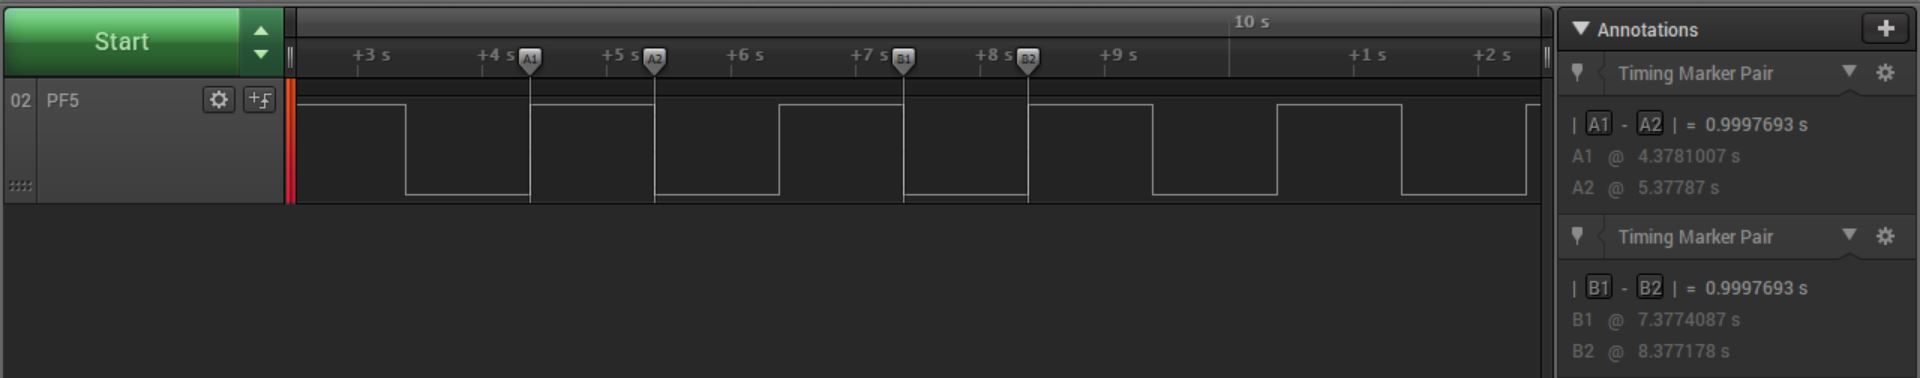 Start
10 s
+3 s +4 s A1 +5 s A2 +6 s +7 s B1 +8 s B2 +9 s +1 s +2 s
02 PF5
Annotations
Timing Marker Pair
| A1 - A2 | = 0.9997693 s
A1 @ 4.3781007 s
A2 @ 5.37787 s
Timing Marker Pair
| B1 - B2 | = 0.9997693 s
B1 @ 7.3774087 s
B2 @ 8.377178 s